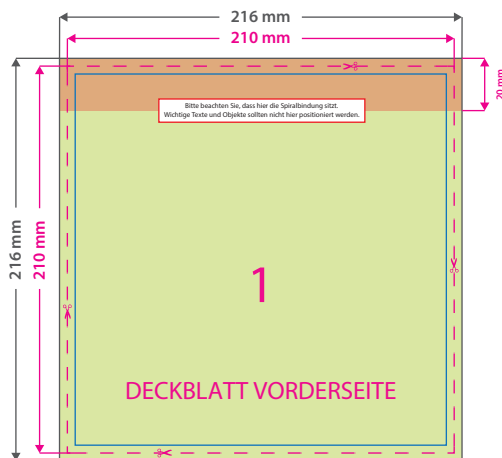 216 mm
210 mm
20 mm
Bitte beachten Sie, dass hier die Spiralbindung sitzt.
Wichtige Texte und Objekte sollten nicht hier positioniert werden.
216 mm
210 mm
1
DECKBLATT VORDERSEITE